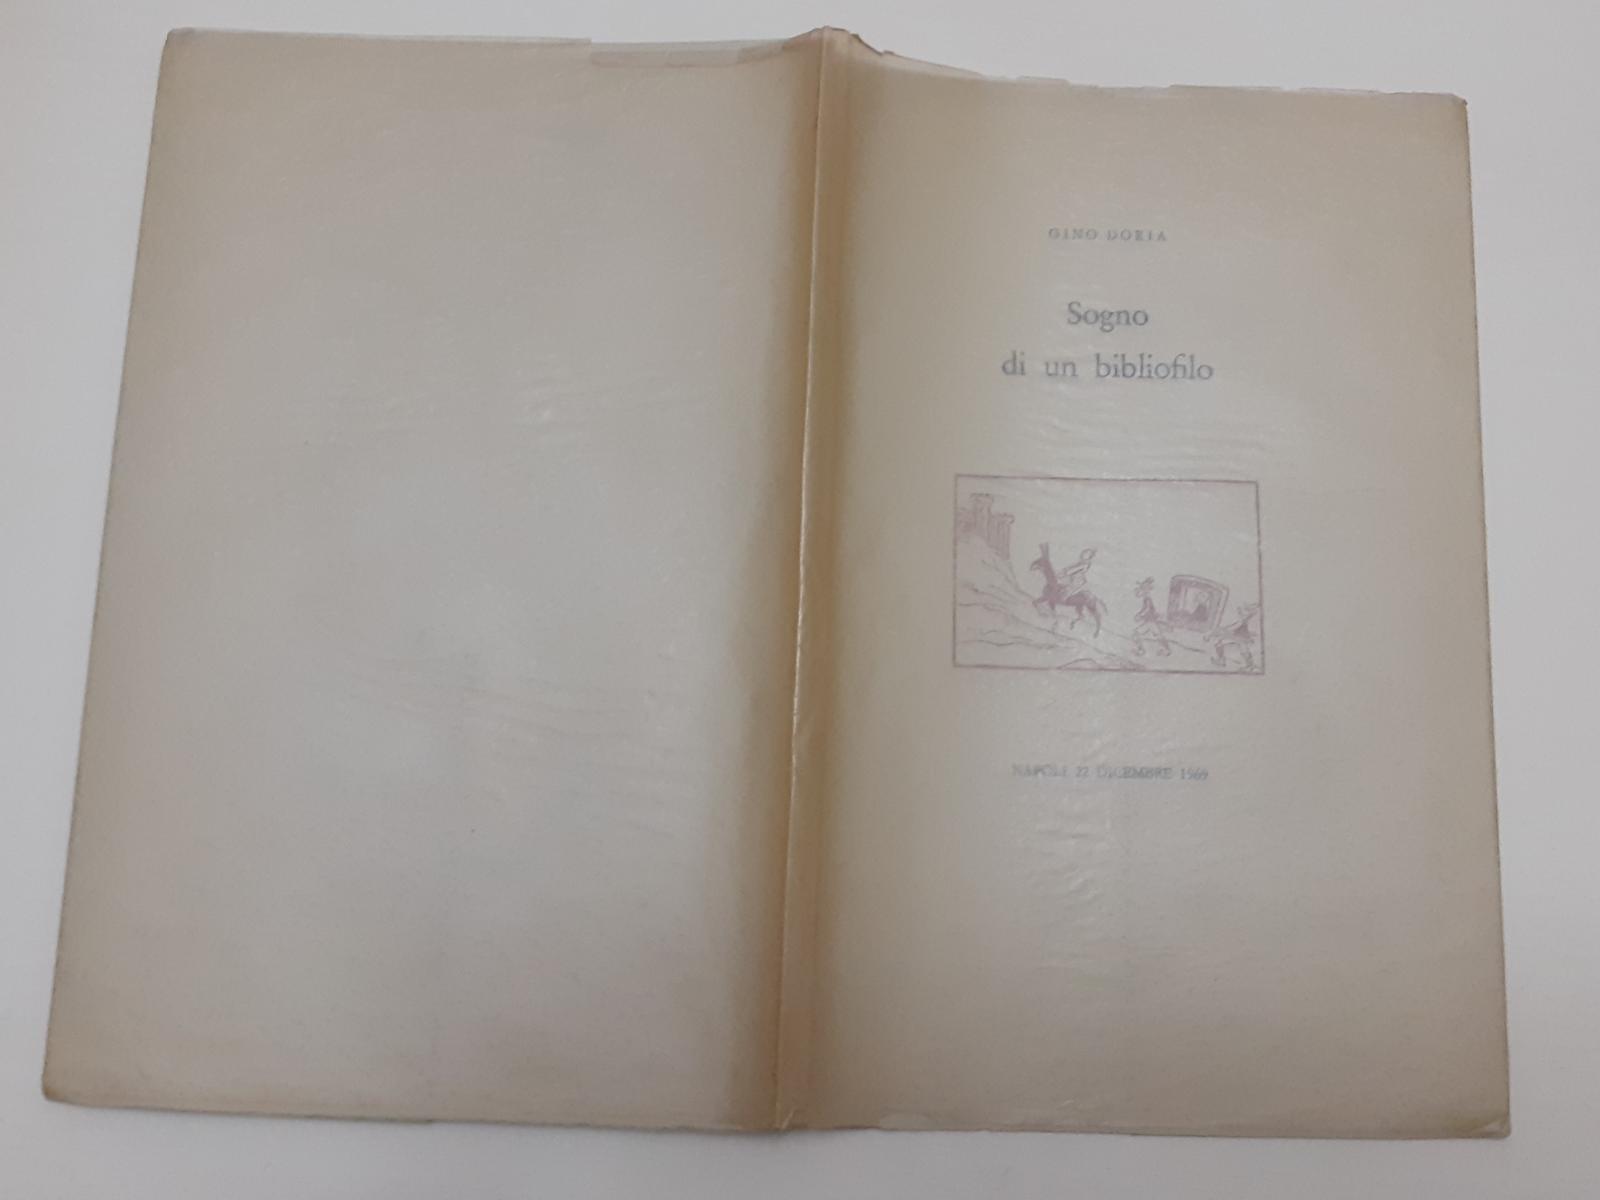 GINO DORIA
Sogno
di un bibliofilo
NAPOLI 22 DICEMBRE 1969